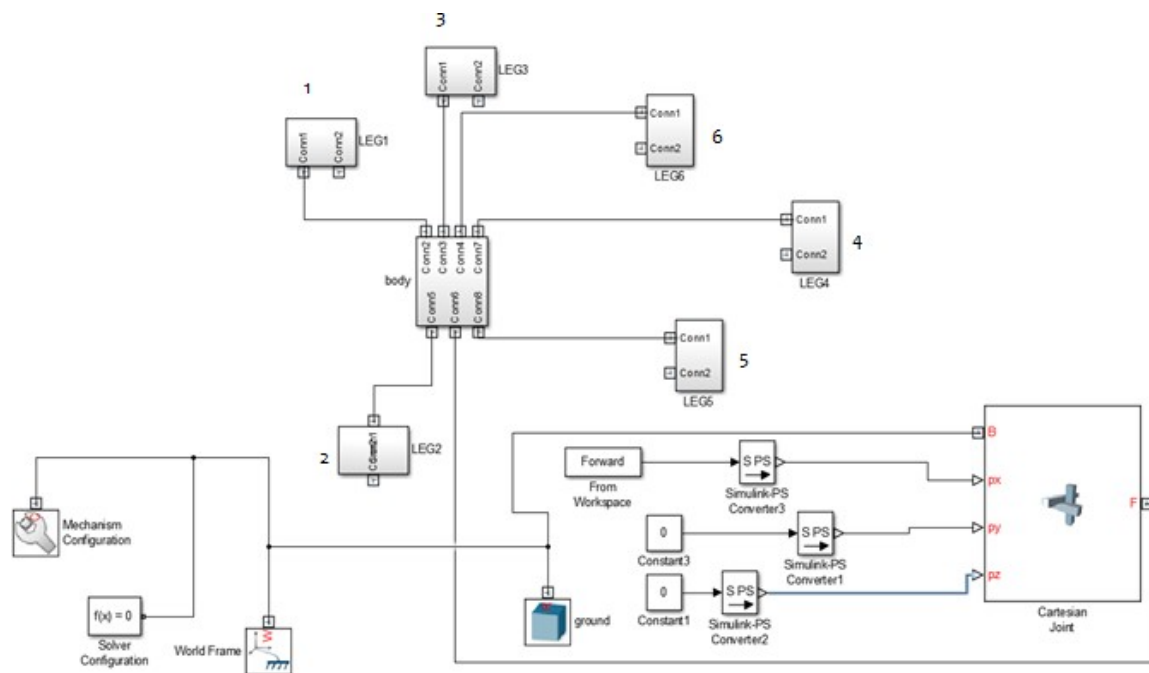 3
Conn1
Conn2
LEG3
1
Conn1
Conn2
LEG1
Conn1
Conn2
LEG6
6
Conn1
Conn2
LEG4
4
Conn2
Conn3
Conn4
Conn7
body
Conn5
Conn6
Conn8
Conn1
Conn2
LEG5
5
2
LEG2
Mechanism
Configuration
f(x) = 0
Solver
Configuration
World Frame
W
ground
Forward
From
Workspace
S PS
Simulink-PS
Converter3
0
Constant3
S PS
Simulink-PS
Converter1
0
Constant1
S PS
Simulink-PS
Converter2
B
px
py
pz
F
Cartesian
Joint